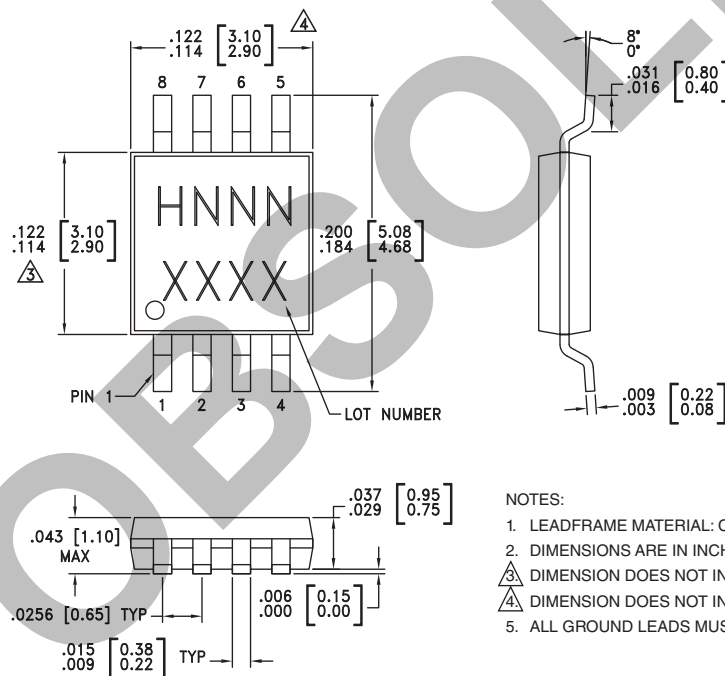 .122 [3.10]
.114 [2.90]
4
8 7 6 5
8°
0°
.031 [0.80]
.016 [0.40]
HNNN
XXXX
.122 [3.10]
.114 [2.90]
3
.200 [5.08]
.184 [4.68]
PIN 1
1 2 3 4
LOT NUMBER
.009 [0.22]
.003 [0.08]
.043 [1.10]
MAX
.037 [0.95]
.029 [0.75]
.0256 [0.65] TYP
.006 [0.15]
.000 [0.00]
.015 [0.38]
.009 [0.22]
TYP
NOTES:
1. LEADFRAME MATERIAL:
2. DIMENSIONS ARE IN
3. DIMENSION DOES NOT
4. DIMENSION DOES NOT
5. ALL GROUND LEADS